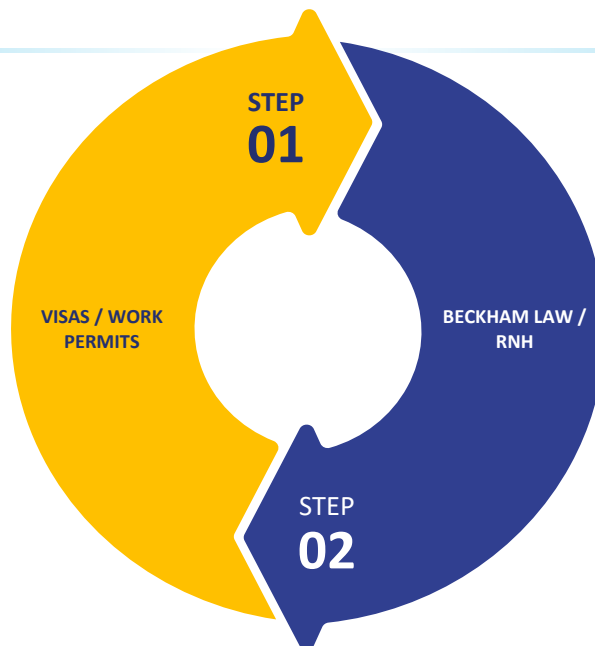 STEP
01
VISAS / WORK
PERMITS
BECKHAM LAW /
RNH
STEP
02